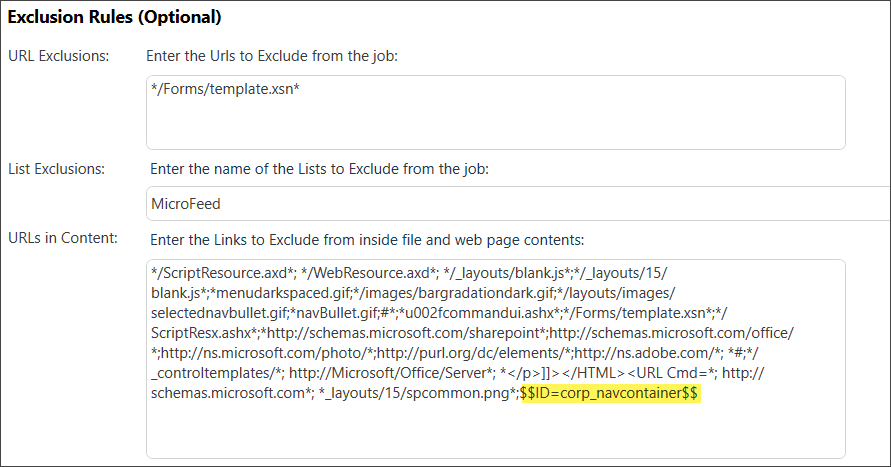 Exclusion Rules (Optional)
URL Exclusions: Enter the Urls to Exclude from the job:
*/Forms/template.xsn*
List Exclusions: Enter the name of the Lists to Exclude from the job:
MicroFeed
URLs in Content: Enter the Links to Exclude from inside file and web page contents:
*/ScriptResource.axd*; */WebResource.axd*; */_layouts/blank.js*;*/_layouts/15/
blank.js*;*menudarkspaced.gif;*/images/bargradationdark.gif;*/layouts/images/
selectednavbullet.gif;*navBullet.gif;#*;*u002fcommandui.ashx*;*/Forms/template.xsn*;*/
ScriptResx.ashx*;*http://schemas.microsoft.com/sharepoint*;http://schemas.microsoft.com/office/
*;http://ns.microsoft.com/photo/*;http://purl.org/dc/elements/*;http://ns.adobe.com/*; *#;*/
_controltemplates/*; http://Microsoft/Office/Server*; *</p>]]></HTML><URL Cmd=*; http://
schemas.microsoft.com*; *_layouts/15/spcommon.png*;$$ID=corp_navcontainer$$